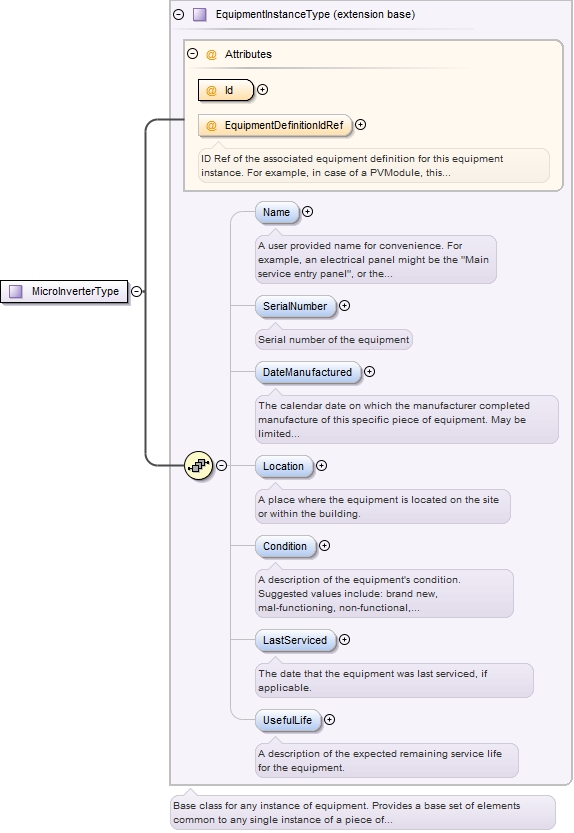 EquipmentInstanceType (extension base)
@ Attributes
@ Id
@ EquipmentDefinitionIdRef
ID Ref of the associated equipment definition for this equipment
instance. For example, in case of a PVModule, this...
Name
A user provided name for convenience. For
example, an electrical panel might be the "Main
service entry panel", or the...
MicroInverterType
SerialNumber
Serial number of the equipment
DateManufactured
The calendar date on which the manufacturer completed
manufacture of this specific piece of equipment. May be
limited...
Location
A place where the equipment is located on the site
or within the building.
Condition
A description of the equipment's condition.
Suggested values include: brand new,
mal-functioning, non-functional,...
LastServiced
The date that the equipment was last serviced, if
applicable.
UsefulLife
A description of the expected remaining service life
for the equipment.
Base class for any instance of equipment. Provides a base set of elements
common to any single instance of a piece of...